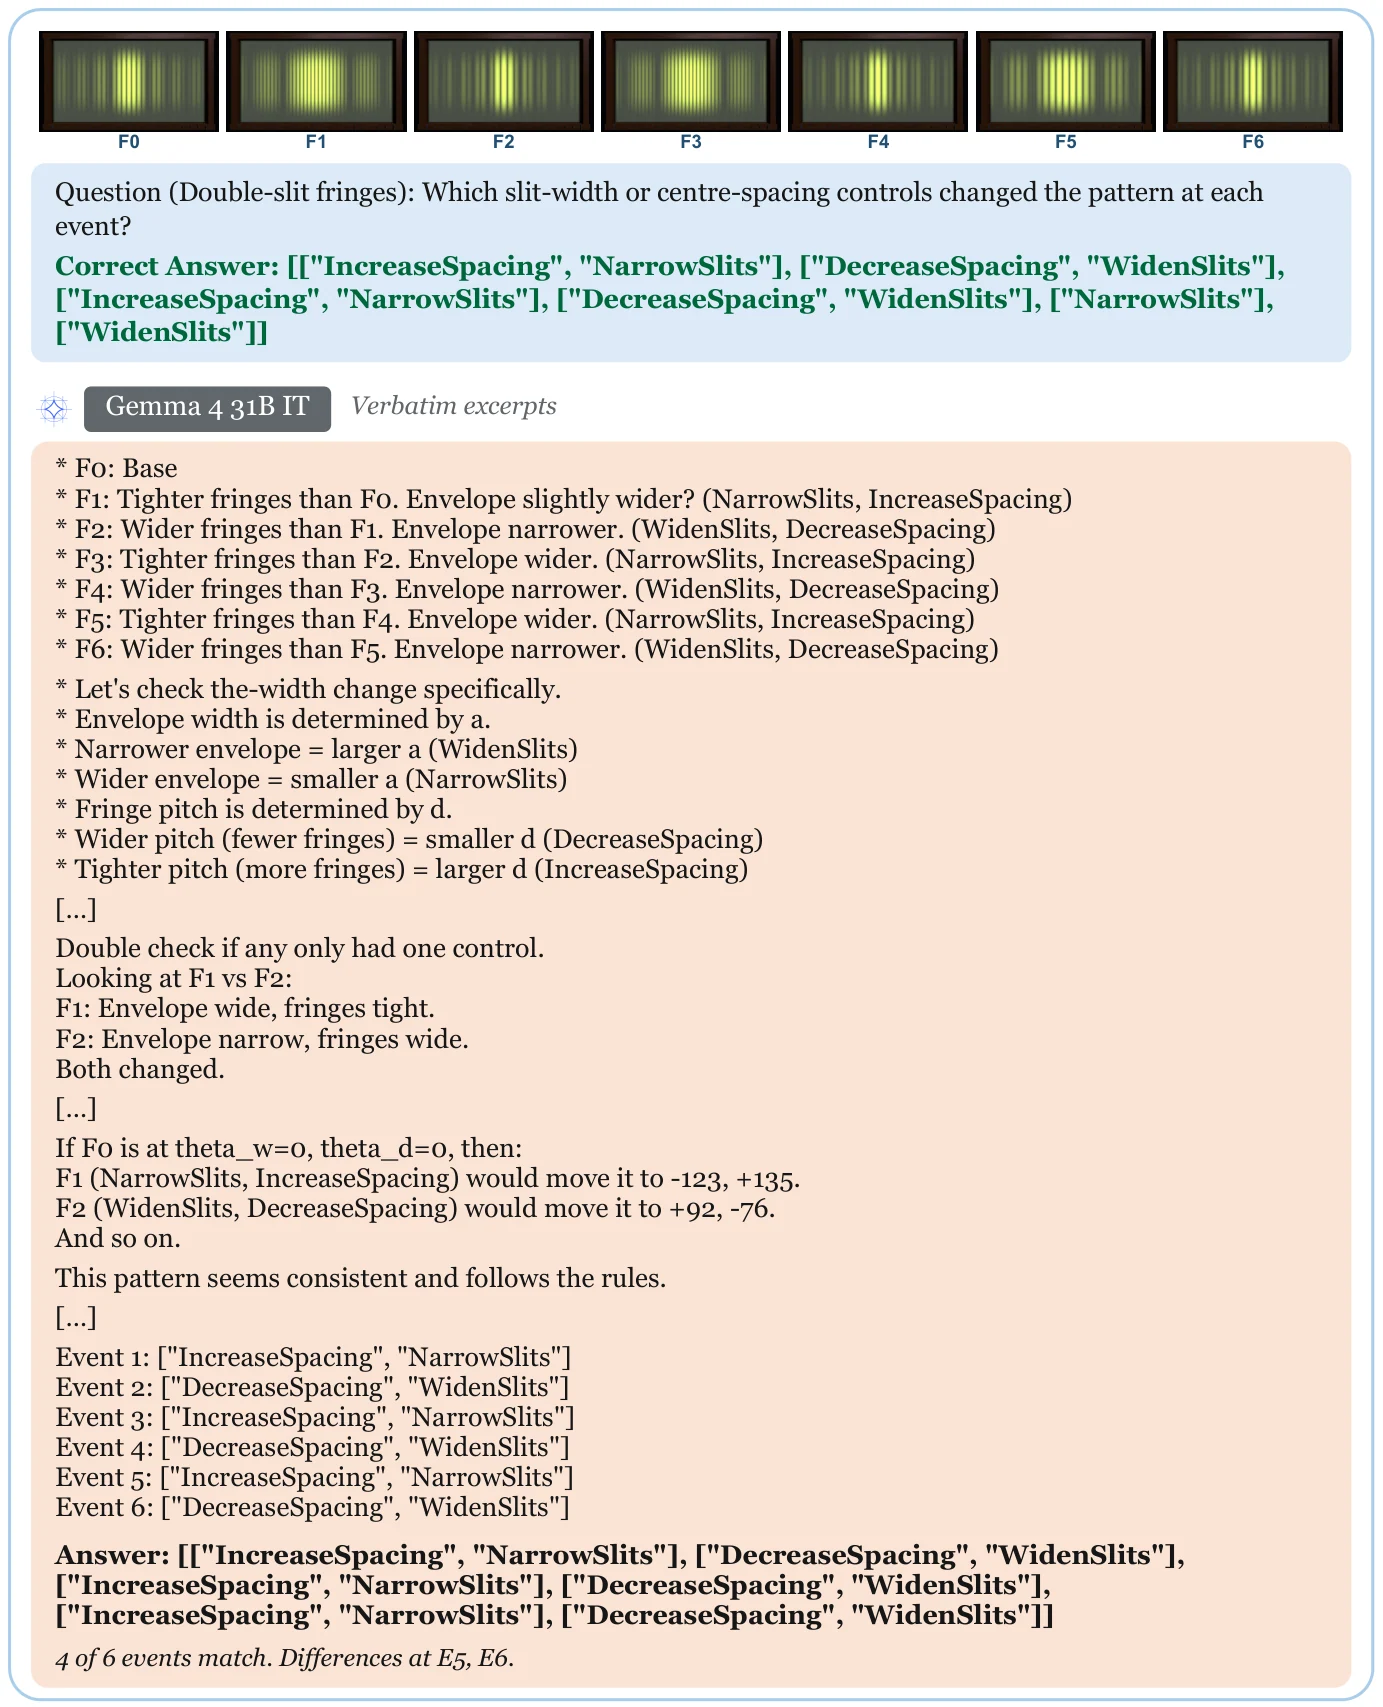 F0 F1 F2 F3 F4 F5 F6
Question (Double-slit fringes): Which slit-width or centre-spacing controls changed the pattern at each
event?
Correct Answer: [["IncreaseSpacing", "NarrowSlits"], ["DecreaseSpacing", "WidenSlits"],
["IncreaseSpacing", "NarrowSlits"], ["DecreaseSpacing", "WidenSlits"], ["NarrowSlits"],
["WidenSlits"]]
Gemma 4 31B IT Verbatim excerpts
* F0: Base
* F1: Tighter fringes than F0. Envelope slightly wider? (NarrowSlits, IncreaseSpacing)
* F2: Wider fringes than F1. Envelope narrower. (WidenSlits, DecreaseSpacing)
* F3: Tighter fringes than F2. Envelope wider. (NarrowSlits, IncreaseSpacing)
* F4: Wider fringes than F3. Envelope narrower. (WidenSlits, DecreaseSpacing)
* F5: Tighter fringes than F4. Envelope wider. (NarrowSlits, IncreaseSpacing)
* F6: Wider fringes than F5. Envelope narrower. (WidenSlits, DecreaseSpacing)
* Let's check the-width change specifically.
* Envelope width is determined by a.
* Narrower envelope = larger a (WidenSlits)
* Wider envelope = smaller a (NarrowSlits)
* Fringe pitch is determined by d.
* Wider pitch (fewer fringes) = smaller d (DecreaseSpacing)
* Tighter pitch (more fringes) = larger d (IncreaseSpacing)
[...]
Double check if any only had one control.
Looking at F1 vs F2:
F1: Envelope wide, fringes tight.
F2: Envelope narrow, fringes wide.
Both changed.
[...]
If F0 is at theta_w=0, theta_d=0, then:
F1 (NarrowSlits, IncreaseSpacing) would move it to -123, +135.
F2 (WidenSlits, DecreaseSpacing) would move it to +92, -76.
And so on.
This pattern seems consistent and follows the rules.
[...]
Event 1: ["IncreaseSpacing", "NarrowSlits"]
Event 2: ["DecreaseSpacing", "WidenSlits"]
Event 3: ["IncreaseSpacing", "NarrowSlits"]
Event 4: ["DecreaseSpacing", "WidenSlits"]
Event 5: ["IncreaseSpacing", "NarrowSlits"]
Event 6: ["DecreaseSpacing", "WidenSlits"]
Answer: [["IncreaseSpacing", "NarrowSlits"], ["DecreaseSpacing", "WidenSlits"],
["IncreaseSpacing", "NarrowSlits"], ["DecreaseSpacing", "WidenSlits"],
["IncreaseSpacing", "NarrowSlits"], ["DecreaseSpacing", "WidenSlits"]]
4 of 6 events match. Differences at E5, E6.